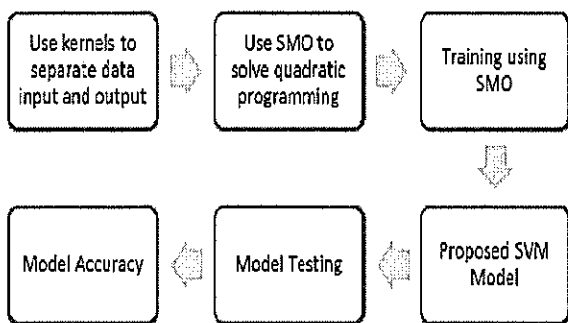 Use kernels to
separate data
input and output
Use SMO to
solve quadratic
programming
Training using
SMO
Proposed SVM
Model
Model Testing
Model Accuracy